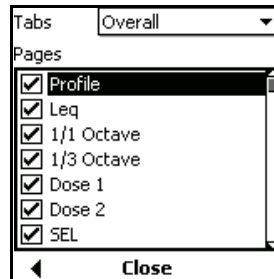 Tabs Overall
Pages
Profile
Leq
1/1 Octave
1/3 Octave
Dose 1
Dose 2
SEL
Close